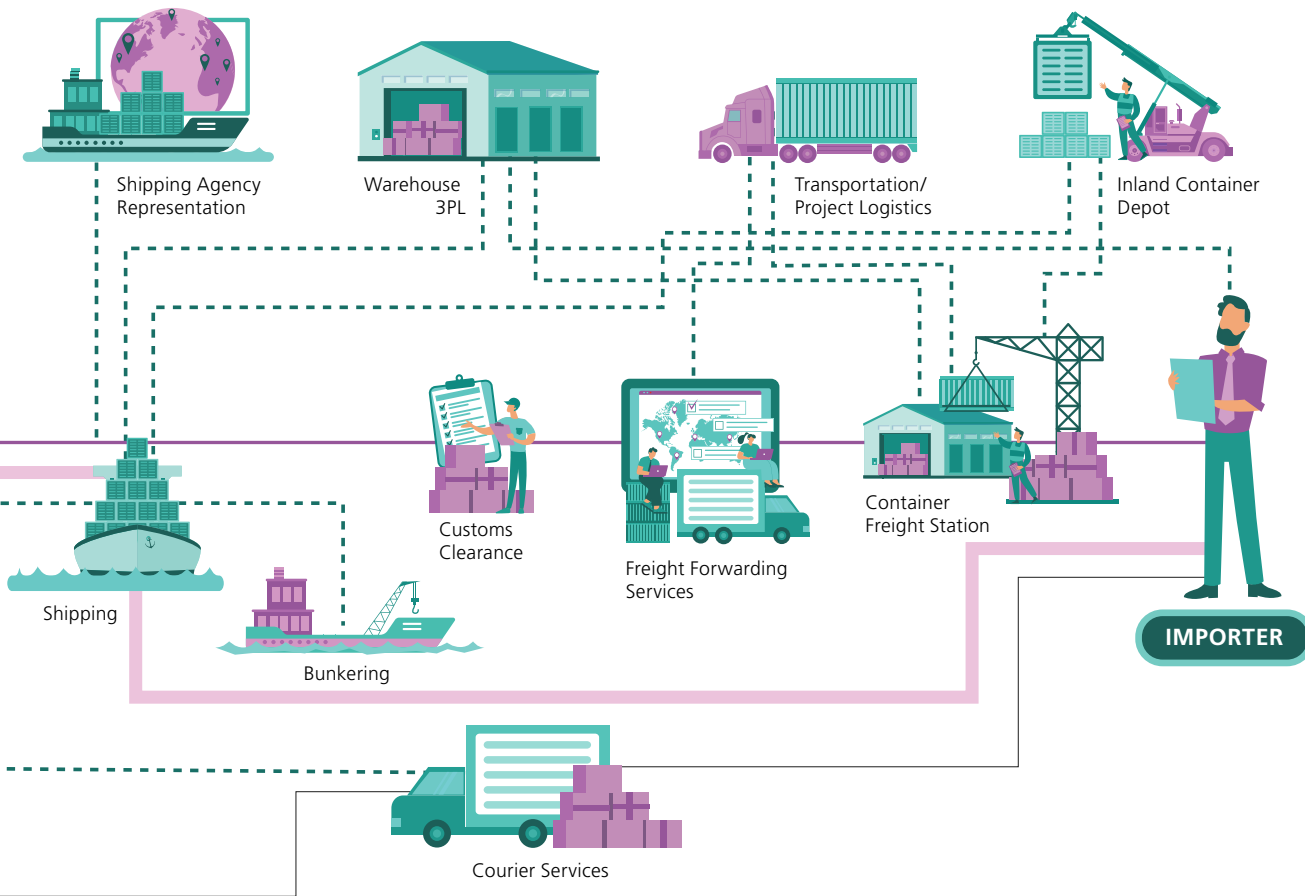 Shipping Agency
Representation
Warehouse
3PL
Transportation/
Project Logistics
Inland Container
Depot
Customs
Clearance
Container
Freight Station
Freight Forwarding
Services
Shipping
IMPORTER
Bunkering
Courier Services